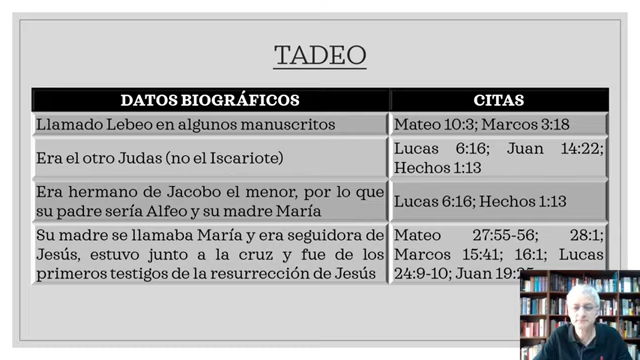 TADEO
DATOS BIOGRÁFICOS
CITAS
Llamado Lebeo en algunos manuscritos
Mateo 10:3; Marcos 3:18
Era el otro Judas (no el Iscariote)
Lucas 6:16; Juan 14:22;
Hechos 1:13
Era hermano de Jacobo el menor, por lo que
su padre sería Alfeo y su madre María
Lucas 6:16; Hechos 1:13
Su madre se llamaba María y era seguidora de
Jesús, estuvo junto a la cruz y fue de los
primeros testigos de la resurrección de Jesús
Mateo 27:55-56; 28:1;
Marcos 15:41; 16:1; Lucas
24:9-10; Juan